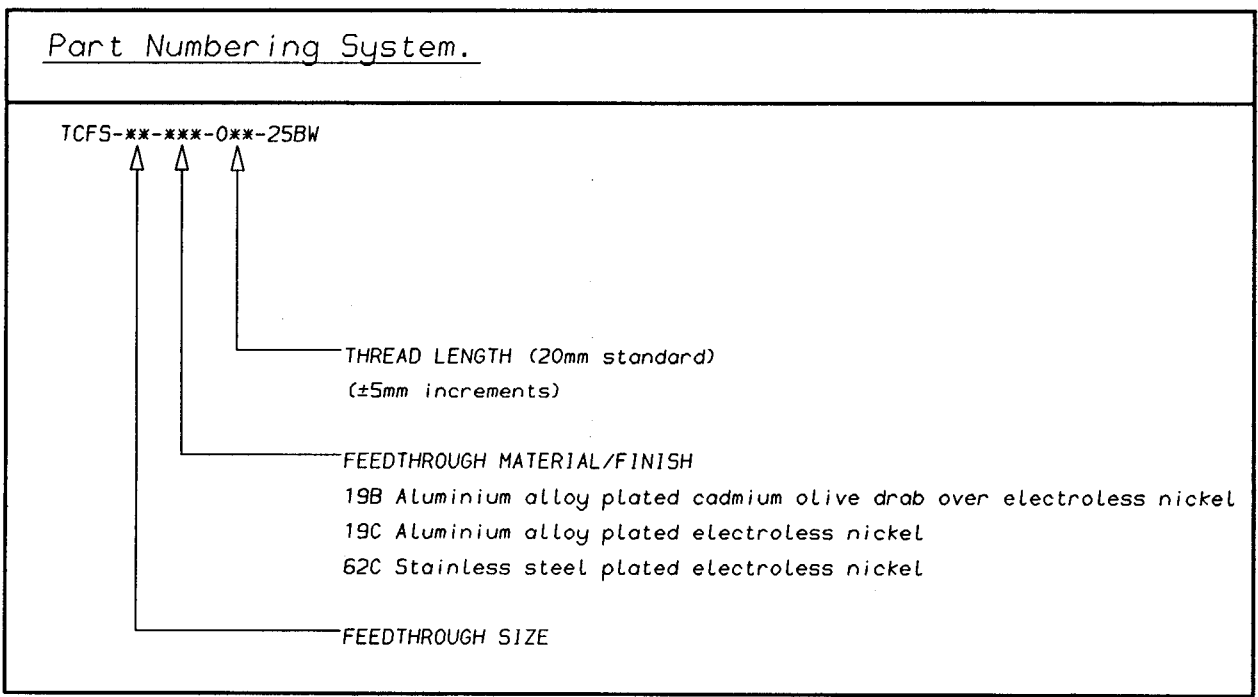 Part Numbering System.
TCFS-**-***-0**-25BW
THREAD LENGTH (20mm standard)
(±5mm increments)
FEEDTHROUGH MATERIAL/FINISH
19B Aluminium alloy plated cadmium olive drab over electroless nickel
19C Aluminium alloy plated electroless nickel
62C Stainless steel plated electroless nickel
FEEDTHROUGH SIZE